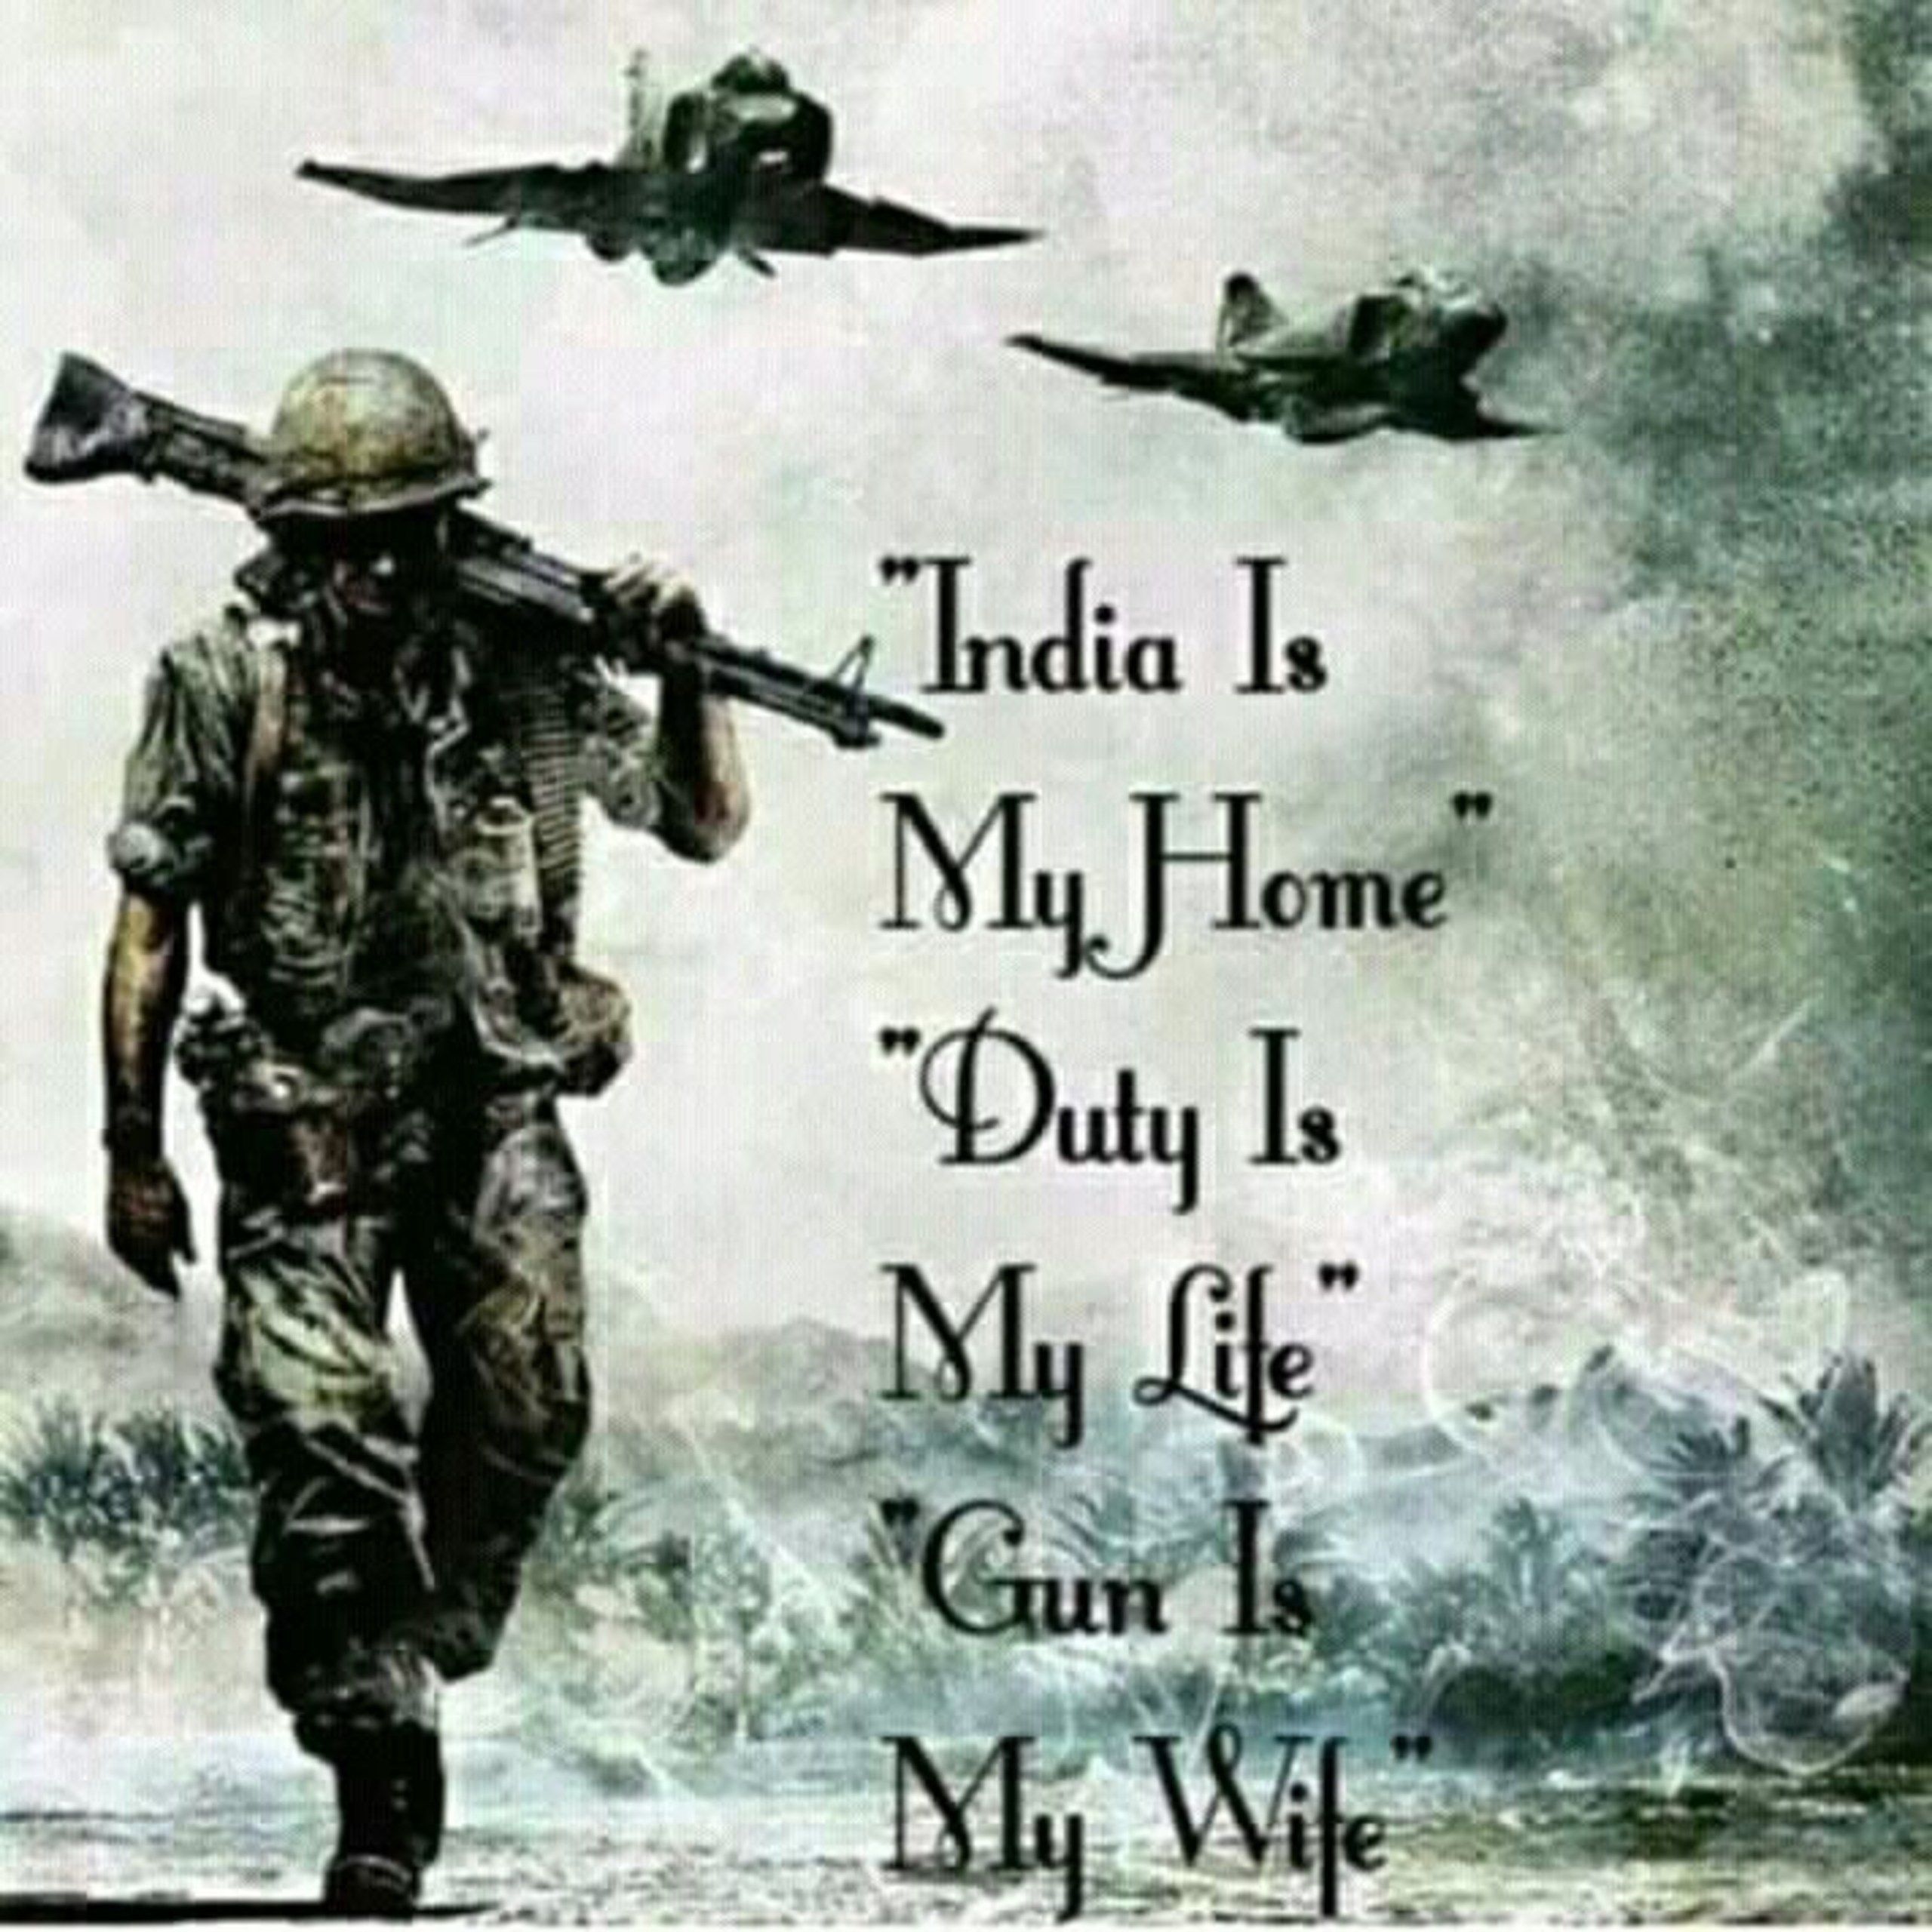 "India Is
My Home"
"Duty Is
My Life"
"Gun Is
My Wife"